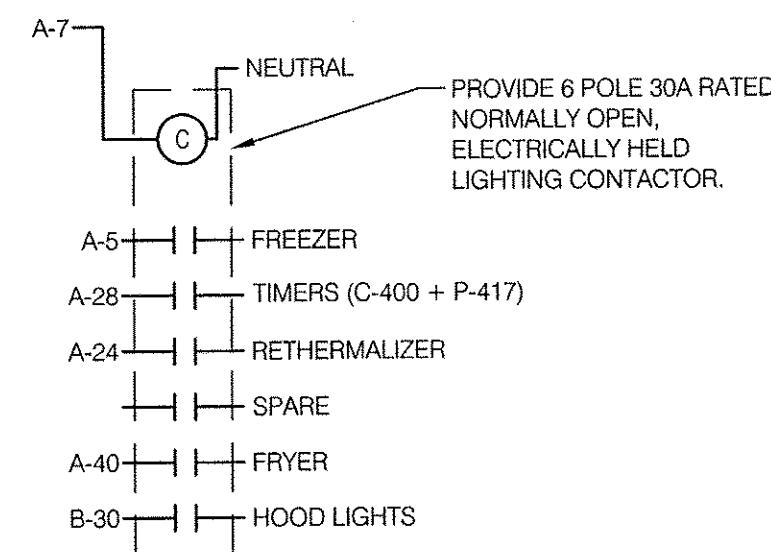 A-7
NEUTRAL
PROVIDE 6 POLE 30A RATED
NORMALLY OPEN,
ELECTRICALLY HELD
LIGHTING CONTACTOR.
C
A-5 FREEZER
A-28 TIMERS (C-400 + P-417)
A-24 RETHERMALIZER
SPARE
A-40 FRYER
B-30 HOOD LIGHTS